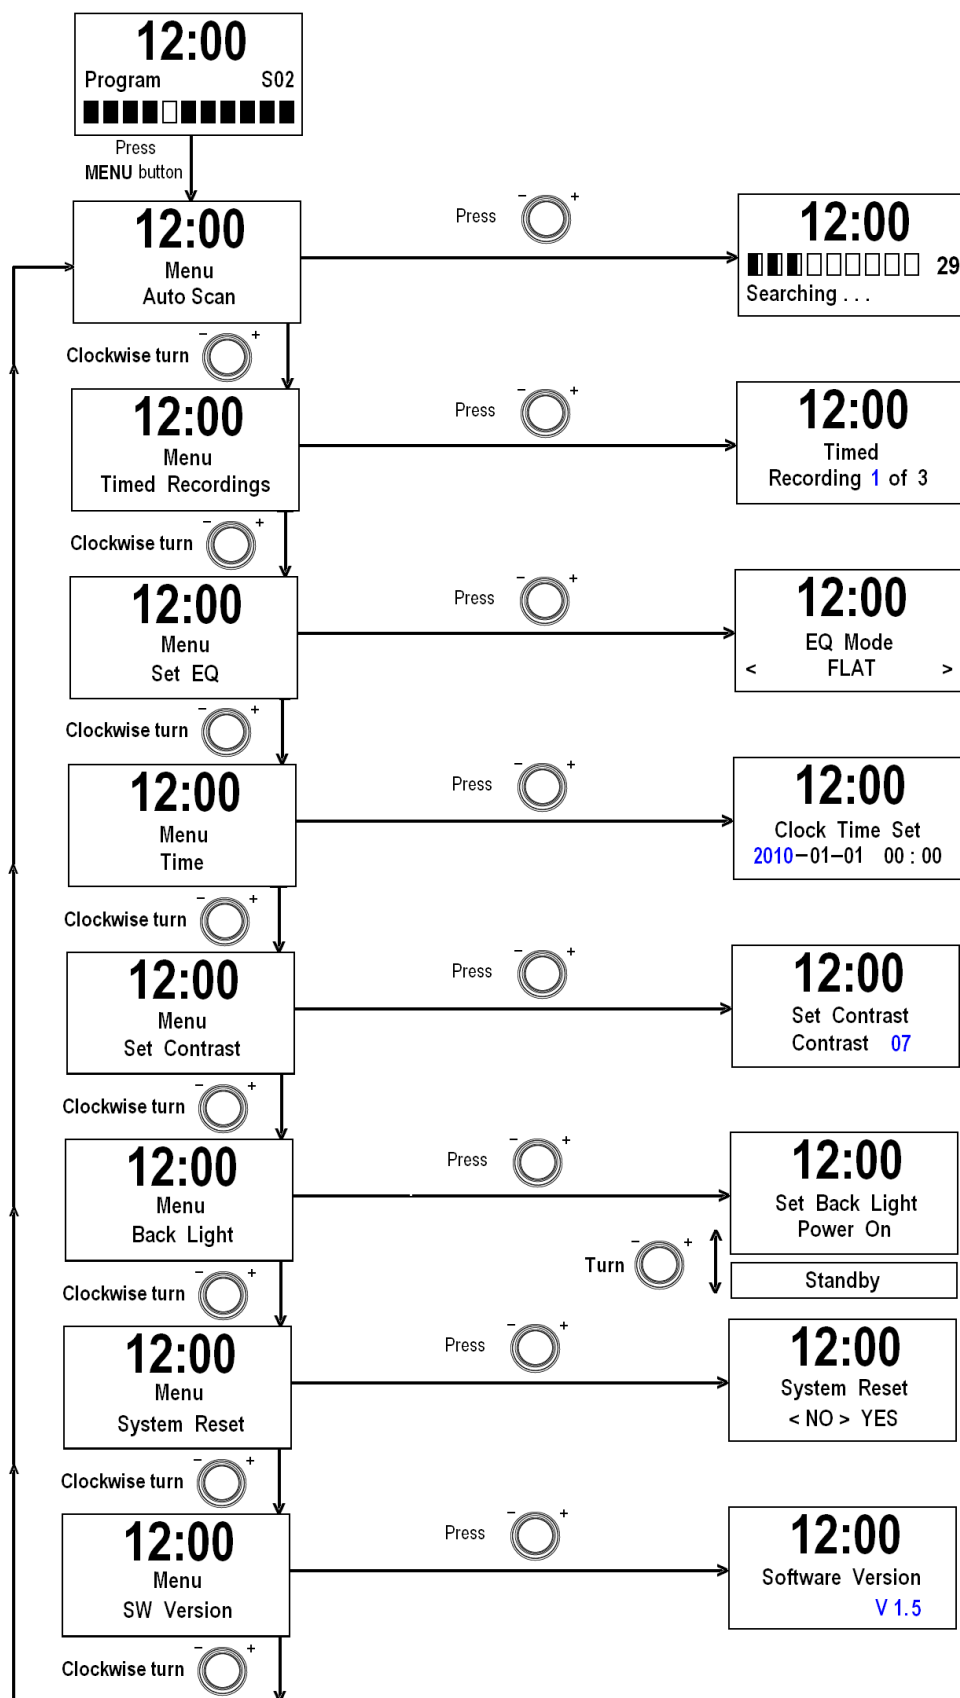 12:00
Program S02
Press
MENU button
12:00
Menu
Auto Scan
Press - +
12:00
29
Searching . . .
Clockwise turn - +
12:00
Menu
Timed Recordings
Press - +
12:00
Timed
Recording 1 of 3
Clockwise turn - +
12:00
Menu
Set EQ
Press - +
12:00
EQ Mode
< FLAT >
Clockwise turn - +
12:00
Menu
Time
Press - +
12:00
Clock Time Set
2010-01-01 00 : 00
Clockwise turn - +
12:00
Menu
Set Contrast
Press - +
12:00
Set Contrast
Contrast 07
Clockwise turn - +
12:00
Menu
Back Light
Press - +
12:00
Set Back Light
Power On
Turn - +
Standby
Clockwise turn - +
12:00
Menu
System Reset
Press - +
12:00
System Reset
< NO > YES
Clockwise turn - +
12:00
Menu
SW Version
Press - +
12:00
Software Version
V 1.5
Clockwise turn - +